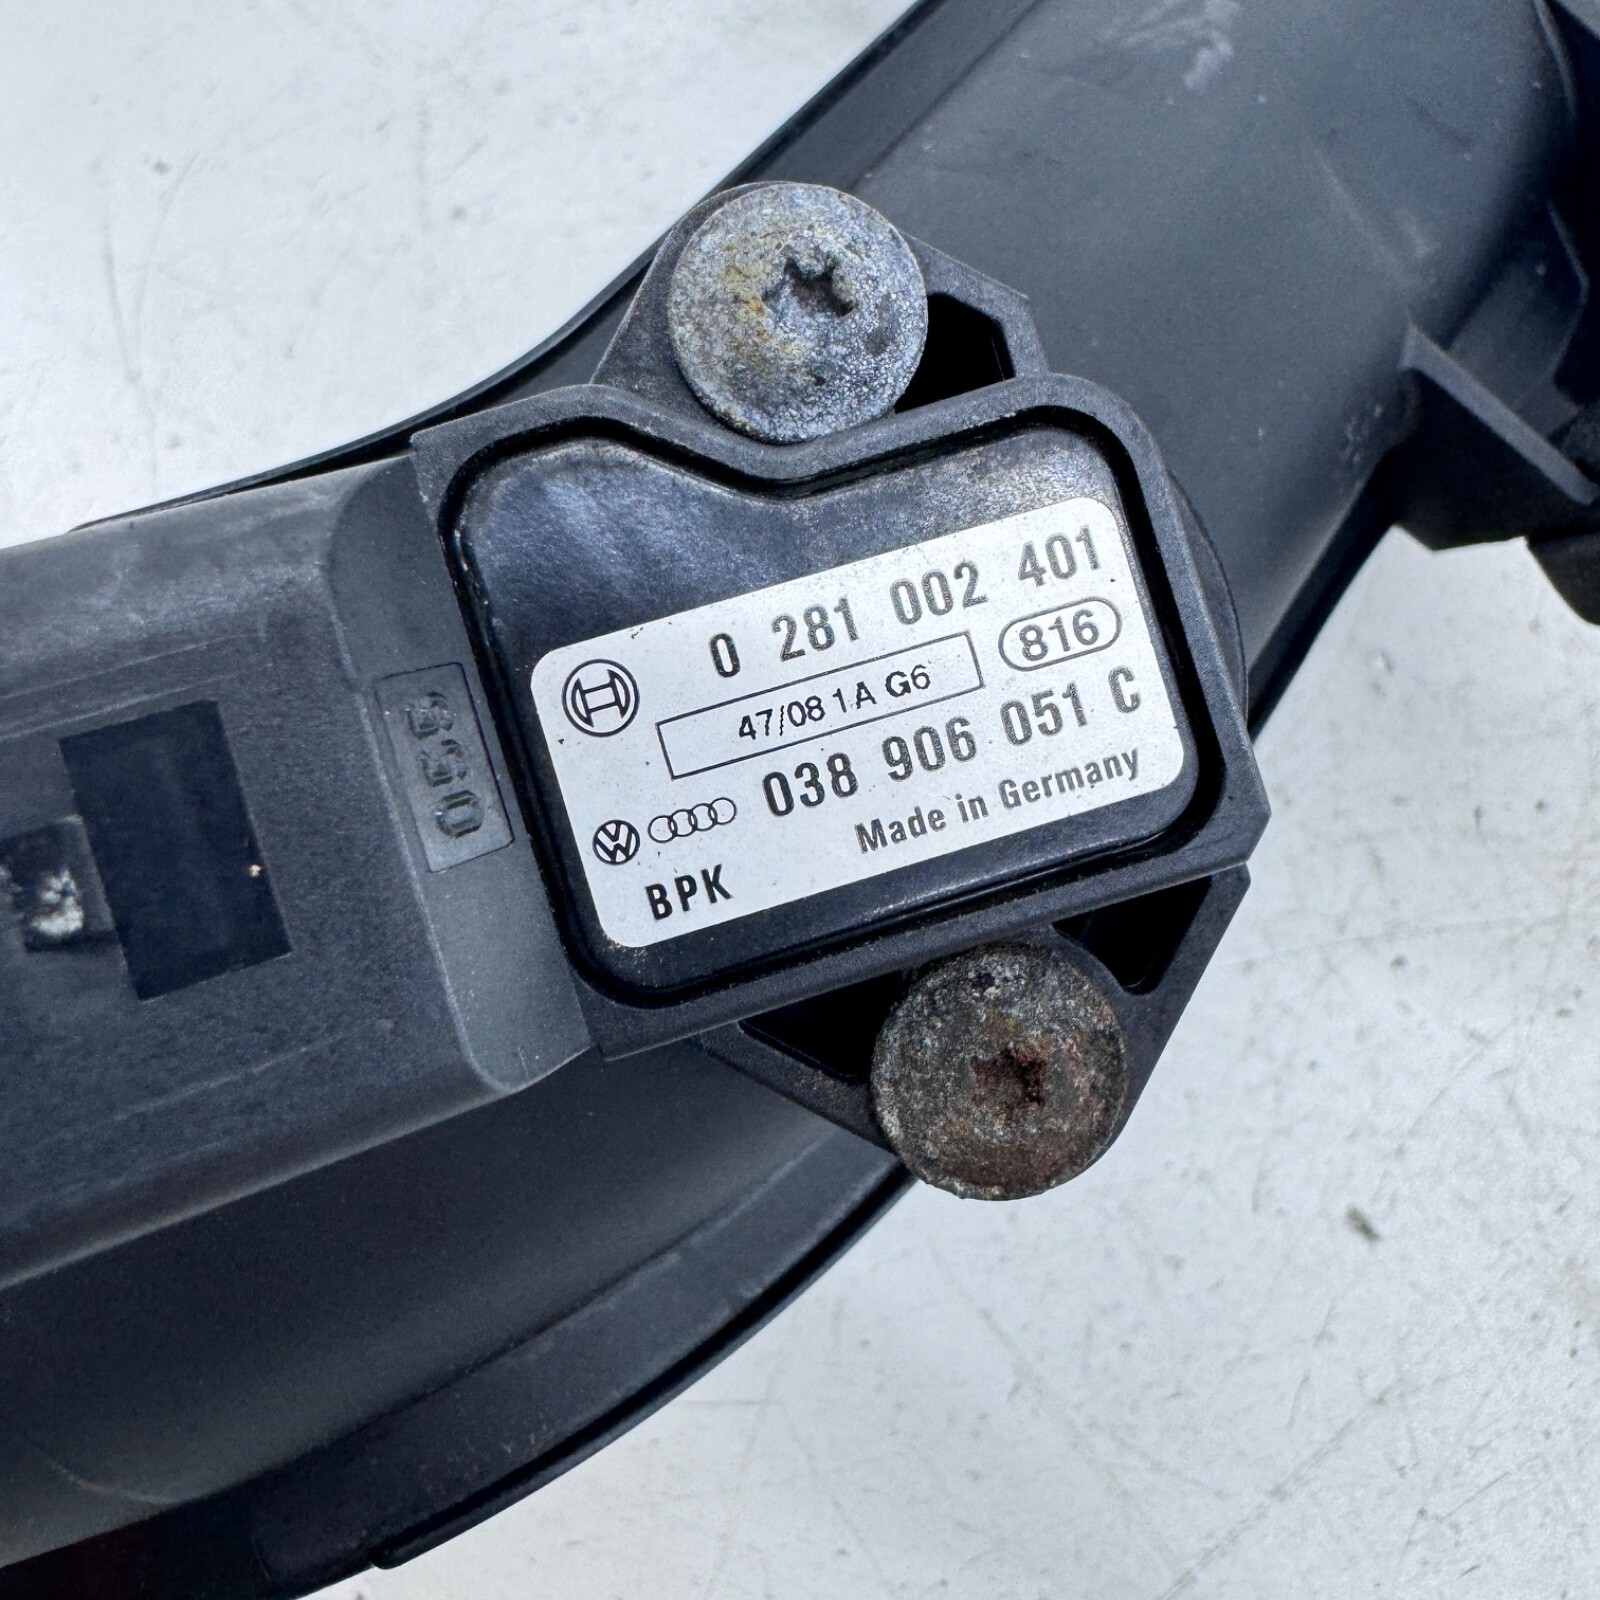 0 281 002 401
816
47/08 1A G6
038 906 051 C
Made in Germany
BPK